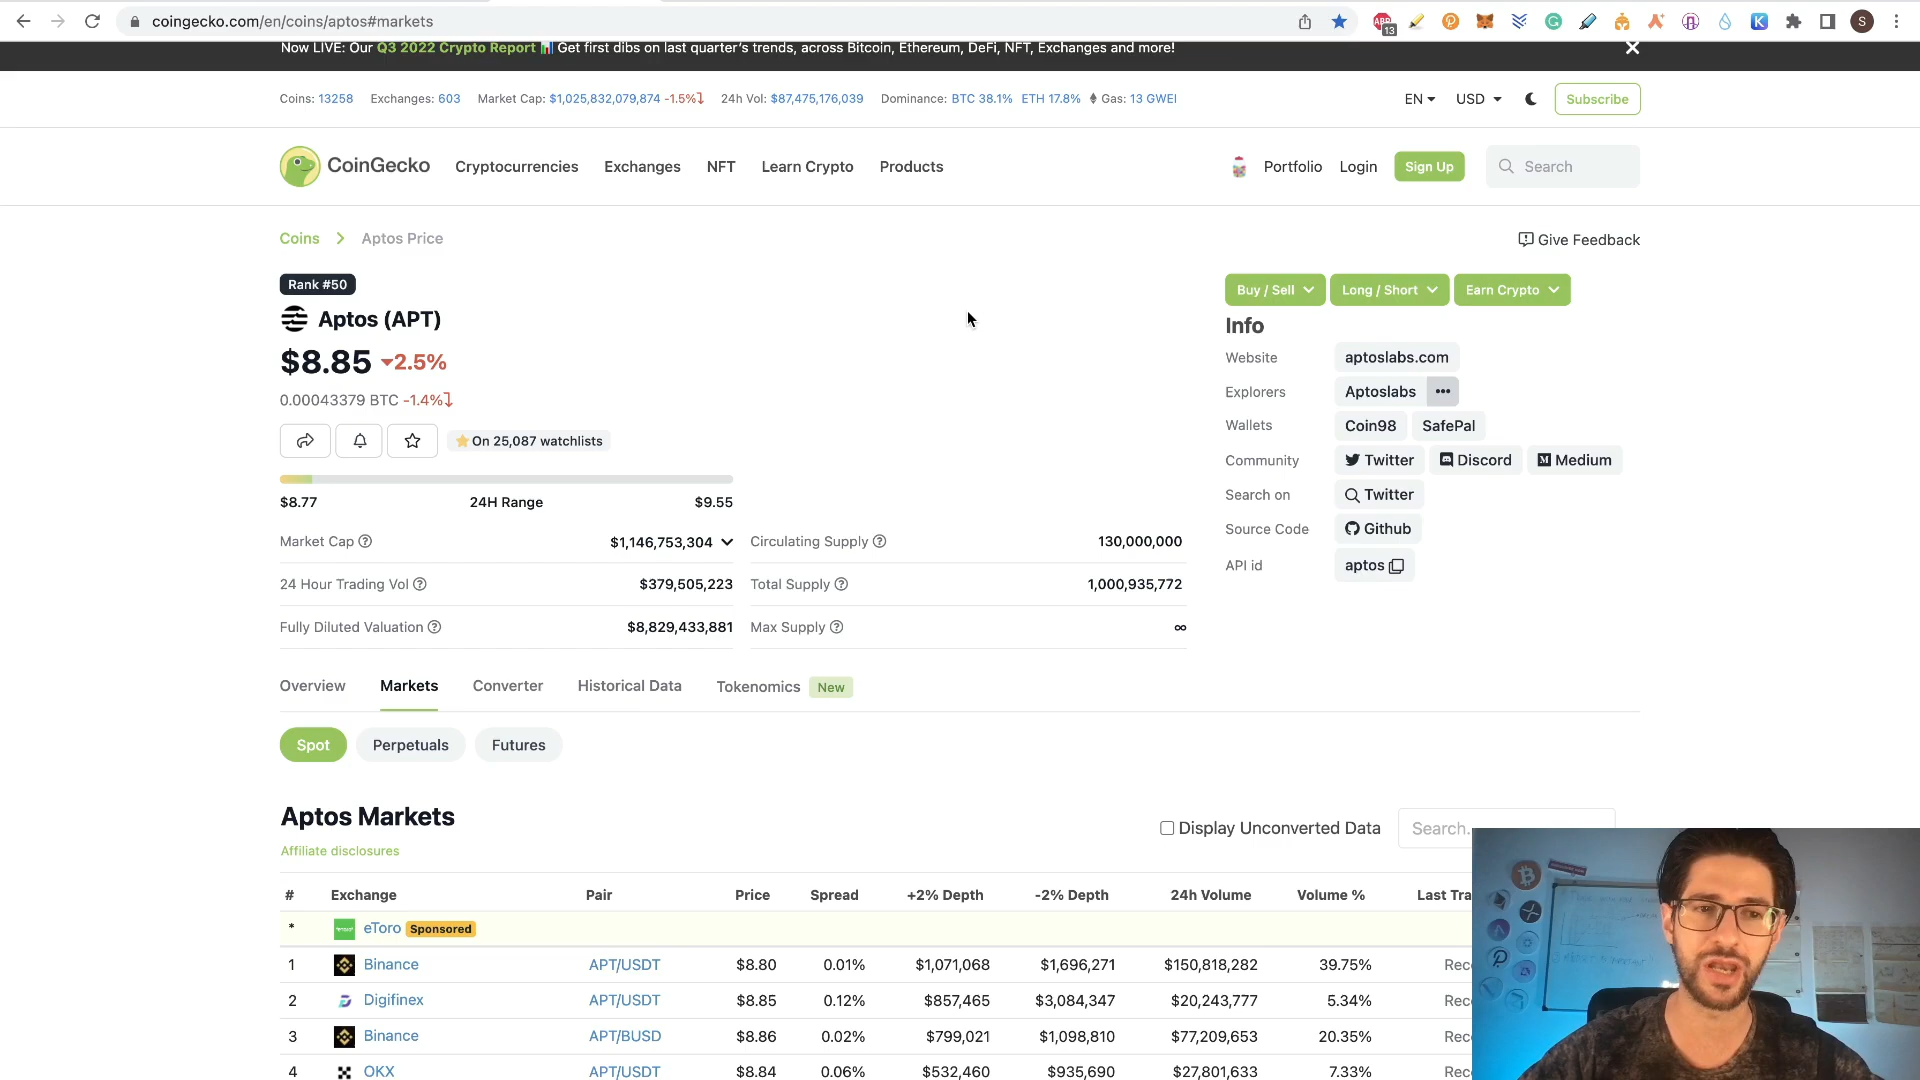 coingecko.com/en/coins/aptos#markets
13
S
Now LIVE: Our Q3 2022 Crypto Report Get first dibs on last quarter's trends, across Bitcoin, Ethereum, DeFi, NFT, Exchanges and more!
Coins: 13258 Exchanges: 603 Market Cap: $1,025,832,079,874 -1.5% 24h Vol: $87,475,176,039 Dominance: BTC 38.1% ETH 17.8% Gas: 13 GWEI
EN USD Subscribe
CoinGecko Cryptocurrencies Exchanges NFT Learn Crypto Products
Portfolio Login Sign Up Search
Coins > Aptos Price
Give Feedback
Rank #50
Aptos (APT)
$8.85 2.5%
0.00043379 BTC -1.4%
On 25,087 watchlists
$8.77 24H Range $9.55
Market Cap $1,146,753,304
Circulating Supply 130,000,000
24 Hour Trading Vol $379,505,223
Total Supply 1,000,935,772
Fully Diluted Valuation $8,829,433,881
Max Supply ∞
Buy / Sell Long / Short Earn Crypto
Info
Website aptoslabs.com
Explorers Aptoslabs •••
Wallets Coin98 SafePal
Community Twitter Discord Medium
Search on Twitter
Source Code Github
API id aptos
Overview Markets Converter Historical Data Tokenomics New
Spot Perpetuals Futures
Aptos Markets
Affiliate disclosures
Display Unconverted Data Search.
# Exchange Pair Price Spread +2% Depth -2% Depth 24h Volume Volume % Last Tra
* eToro Sponsored
1 Binance APT/USDT $8.80 0.01% $1,071,068 $1,696,271 $150,818,282 39.75% Rec
2 Digifinex APT/USDT $8.85 0.12% $857,465 $3,084,347 $20,243,777 5.34% Rec
3 Binance APT/BUSD $8.86 0.02% $799,021 $1,098,810 $77,209,653 20.35% Rec
4 OKX APT/USDT $8.84 0.06% $532,460 $935,690 $27,801,633 7.33% Rec